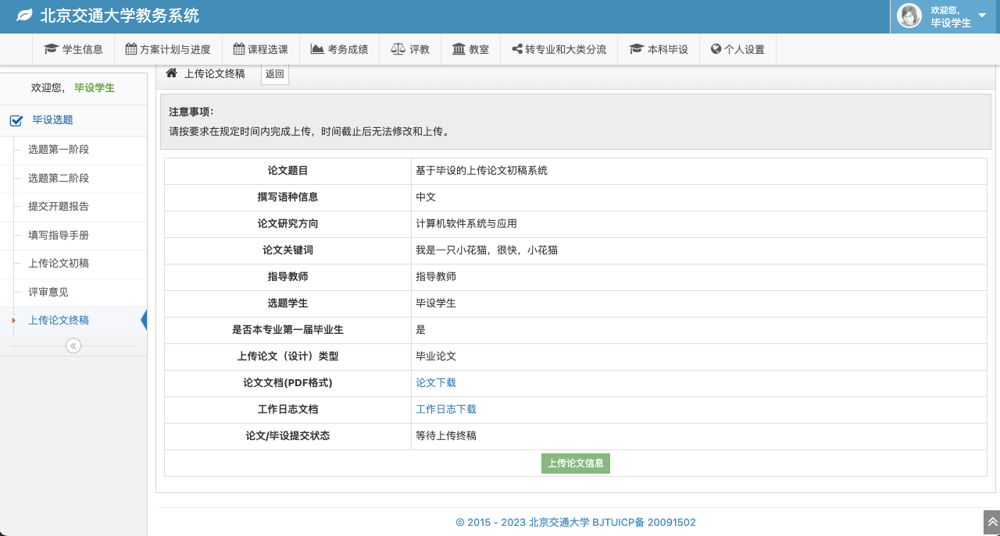 北京交通大学教务系统
欢迎您，
毕设学生
学生信息
方案计划与进度
课程选课
考务成绩
评教
教室
转专业和大类分流
本科毕设
个人设置
欢迎您， 毕设学生
毕设选题
选题第一阶段
选题第二阶段
提交开题报告
填写指导手册
上传论文初稿
评审意见
上传论文终稿
上传论文终稿 返回
注意事项：
请按要求在规定时间内完成上传，时间截止后无法修改和上传。
论文题目 基于毕设的上传论文初稿系统
撰写语种信息 中文
论文研究方向 计算机软件系统与应用
论文关键词 我是一只小花猫，很快，小花猫
指导教师 指导教师
选题学生 毕设学生
是否本专业第一届毕业生 是
上传论文（设计）类型 毕业论文
论文文档(PDF格式) 论文下载
工作日志文档 工作日志下载
论文/毕设提交状态 等待上传终稿
上传论文信息
© 2015 - 2023 北京交通大学 BJTUICP备 20091502